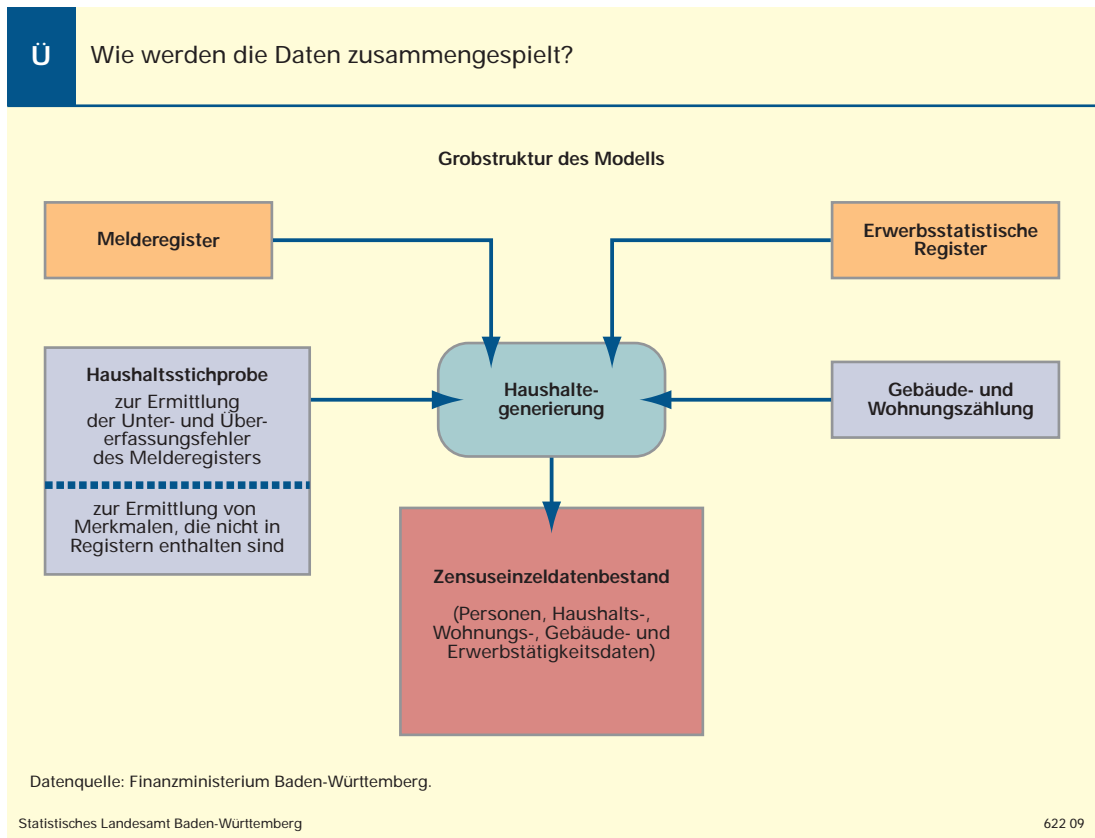 Ü
Wie werden die Daten zusammengespielt?
Grobstruktur des Modells
Melderegister
Erwerbsstatistische
Register
Haushaltsstichprobe
zur Ermittlung
der Unter- und Über-
erfassungsfehler
des Melderegisters
zur Ermittlung von
Merkmalen, die nicht in
Registern enthalten sind
Haushalte-
generierung
Gebäude- und
Wohnungszählung
Zensuseinzeldatenbestand
(Personen, Haushalts-,
Wohnungs-, Gebäude- und
Erwerbstätigkeitsdaten)
Datenquelle: Finanzministerium Baden-Württemberg.
Statistisches Landesamt Baden-Württemberg
622 09